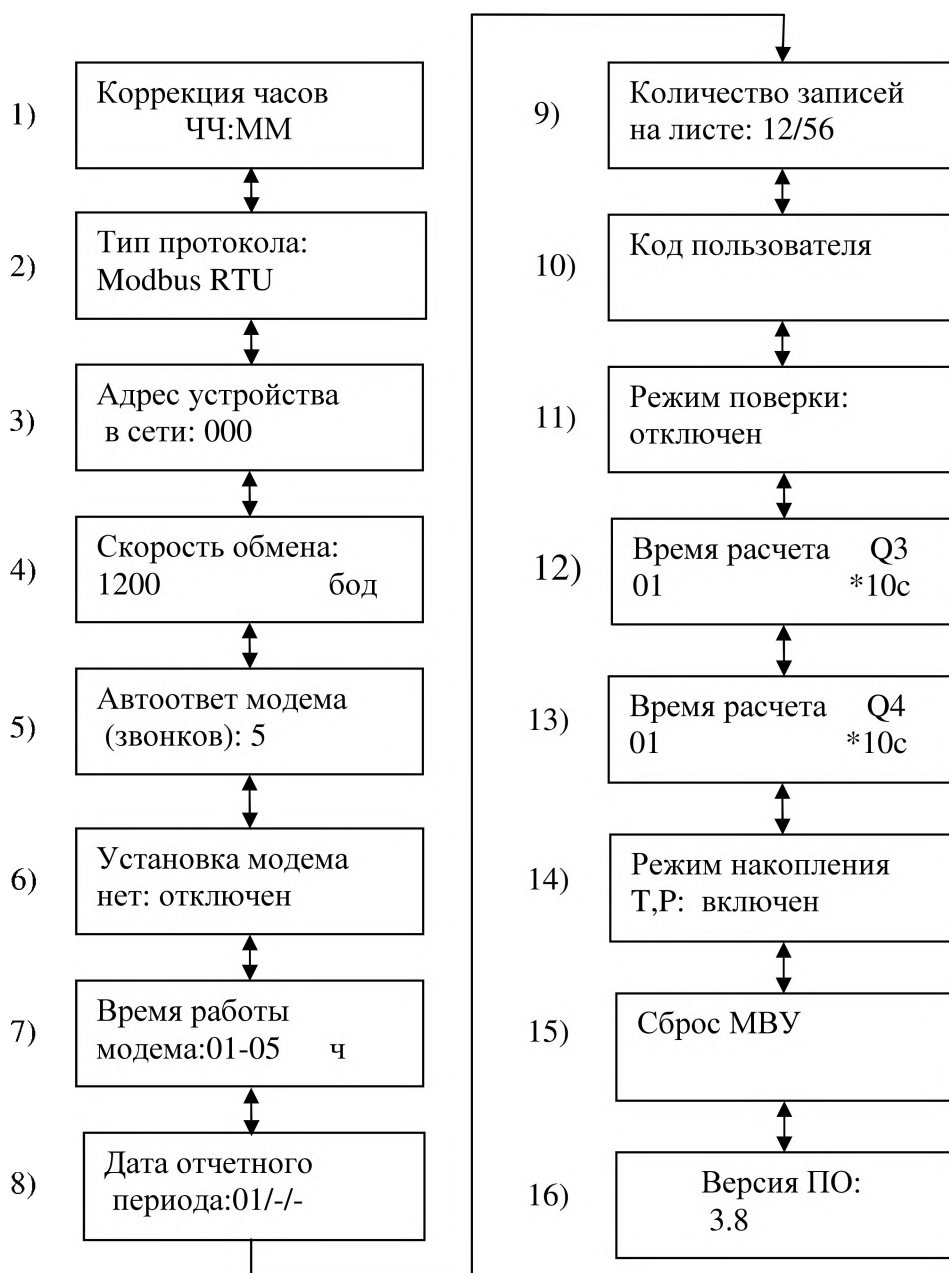 1)
Коррекция часов
ЧЧ:ММ
2)
Тип протокола:
Modbus RTU
3)
Адрес устройства
в сети: 000
4)
Скорость обмена:
1200 бод
5)
Автоответ модема
(звонков): 5
6)
Установка модема
нет: отключен
7)
Время работы
модема:01-05 ч
8)
Дата отчетного
периода:01/-/-
9)
Количество записей
на листе: 12/56
10)
Код пользователя
11)
Режим поверки:
отключен
12)
Время расчета Q3
01 *10с
13)
Время расчета Q4
01 *10с
14)
Режим накопления
Т,Р: включен
15)
Сброс МВУ
16)
Версия ПО:
3.8